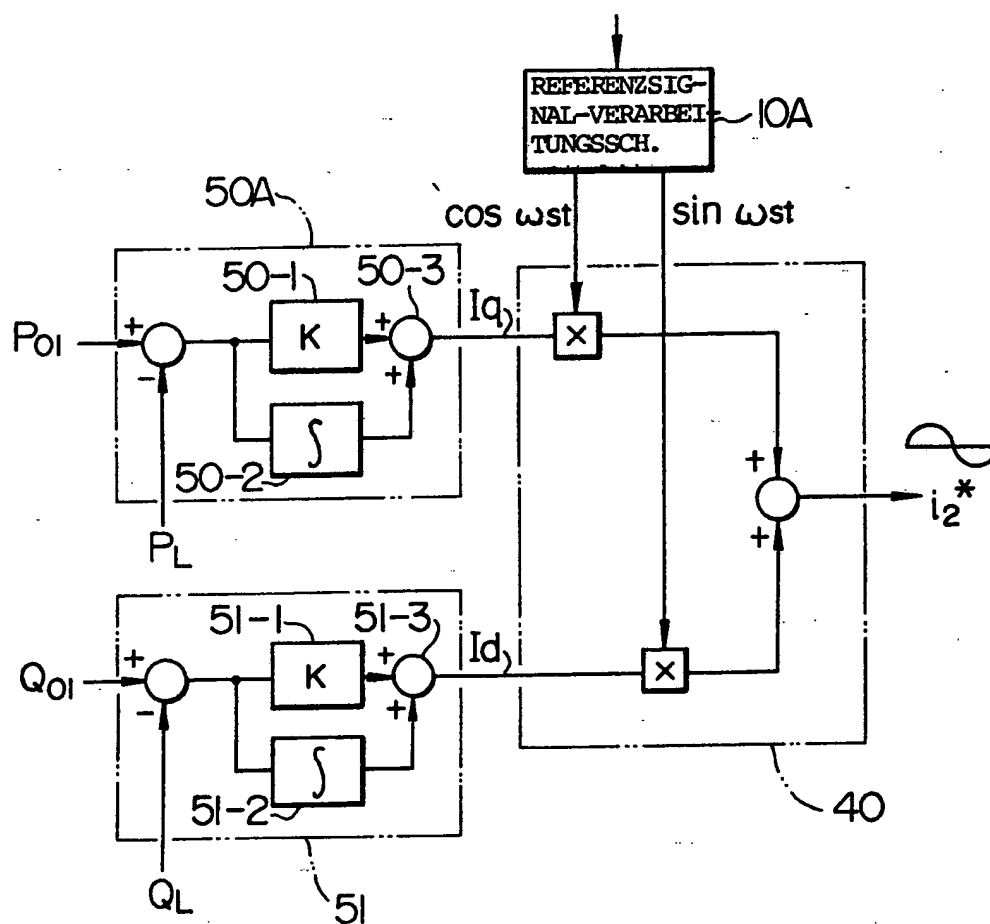 REFERENZSIG-
NAL-VERARBEI-
TUNGSSCH.
10A
cos ωst
sin ωst
50A
50-1
50-3
Iq
P01
+
-
K
+
+
×
∫
50-2
PL
+
+
i2*
51-1
51-3
Id
Q01
+
-
K
+
+
×
∫
51-2
40
QL
51